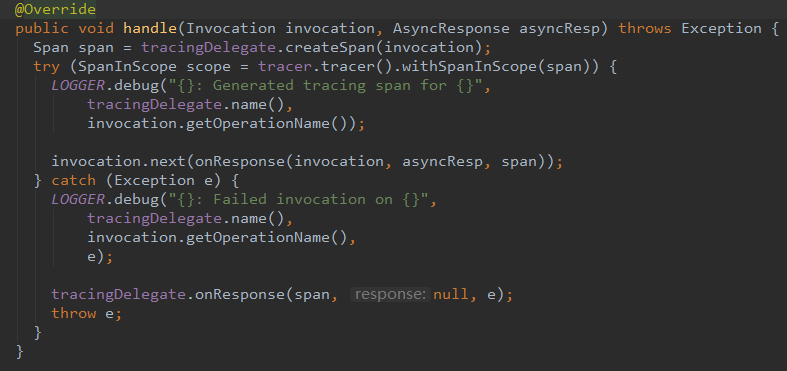 @Override
public void handle(Invocation invocation, AsyncResponse asyncResp) throws Exception {
  Span span = tracingDelegate.createSpan(invocation);
  try (SpanInScope scope = tracer.tracer().withSpanInScope(span)) {
    LOGGER.debug("{}: Generated tracing span for {}",
        tracingDelegate.name(),
        invocation.getOperationName());

    invocation.next(onResponse(invocation, asyncResp, span));
  } catch (Exception e) {
    LOGGER.debug("{}: Failed invocation on {}",
        tracingDelegate.name(),
        invocation.getOperationName(),
        e);

    tracingDelegate.onResponse(span, response: null, e);
    throw e;
  }
}